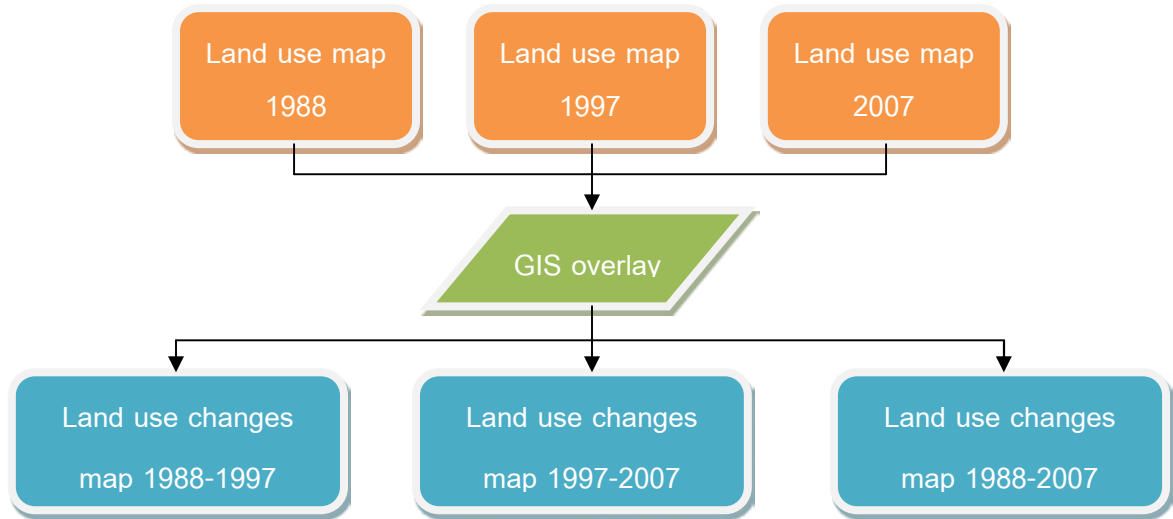 Land use map
1988
Land use map
1997
Land use map
2007
GIS overlay
Land use changes
map 1988-1997
Land use changes
map 1997-2007
Land use changes
map 1988-2007